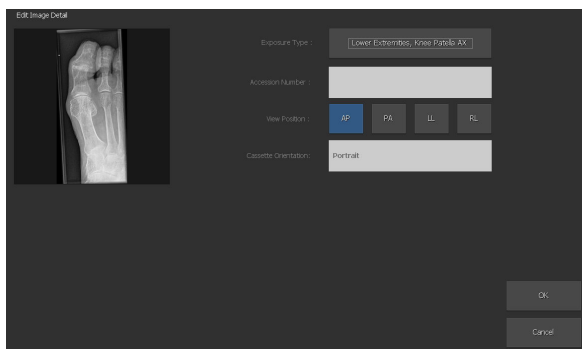 Edit Image Detail
Exposure Type :
Lower Extremities, Knee Patella AX
Accession Number :
View Position :
AP
PA
LL
RL
Cassette Orientation:
Portrait
OK
Cancel